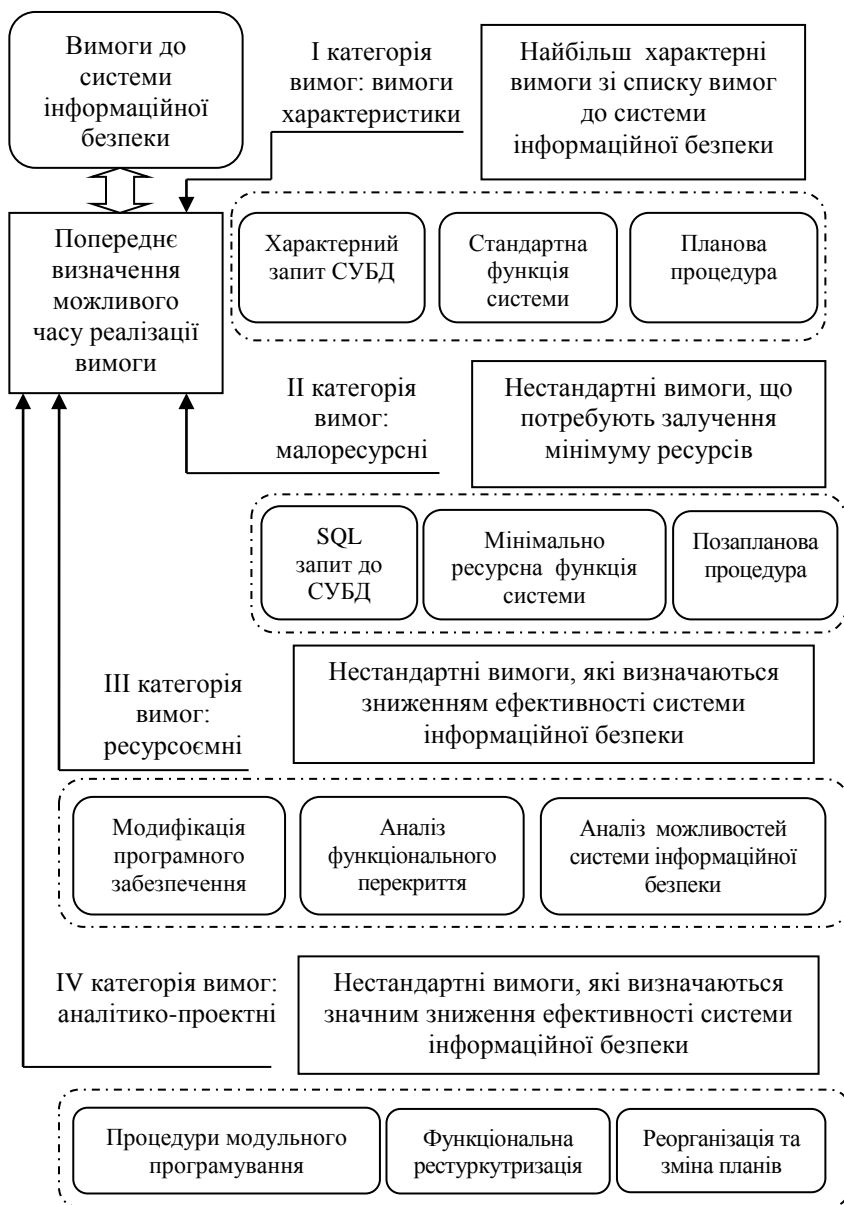 Вимоги до
системи
інформаційної
безпеки
I категорія
вимог: вимоги
характеристики
Найбільш характерні
вимоги зі списку вимог
до системи
інформаційної безпеки
Попереднє
визначення
можливого
часу реалізації
вимоги
Характерний
запит СУБД
Стандартна
функція
системи
Планова
процедура
II категорія
вимог:
малоресурсні
Нестандартні вимоги, що
потребують залучення
мінімуму ресурсів
SQL
запит до
СУБД
Мінімально
ресурсна функція
системи
Позапланова
процедура
III категорія
вимог:
ресурсоємні
Нестандартні вимоги, які визначаються
зниженням ефективності системи
інформаційної безпеки
Модифікація
програмного
забезпечення
Аналіз
функціонального
перекриття
Аналіз можливостей
системи інформаційної
безпеки
IV категорія вимог:
аналітико-проектні
Нестандартні вимоги, які визначаються
значним зниження ефективності системи
інформаційної безпеки
Процедури модульного
програмування
Функціональна
рестуркутризація
Реорганізація та
зміна планів